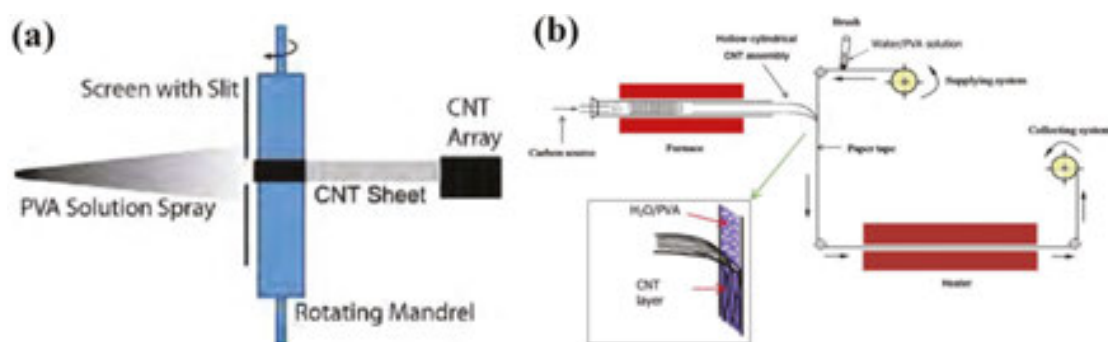 (a)
Screen with Slit
CNT
Array
CNT Sheet
PVA Solution Spray
Rotating Mandrel
(b)
Brush
Water/PVA solution
Hollow cylindrical
CNT assembly
Supplying system
Carbon source
Furnace
Paper tape
Collecting system
H₂O/PVA
CNT
layer
Heater